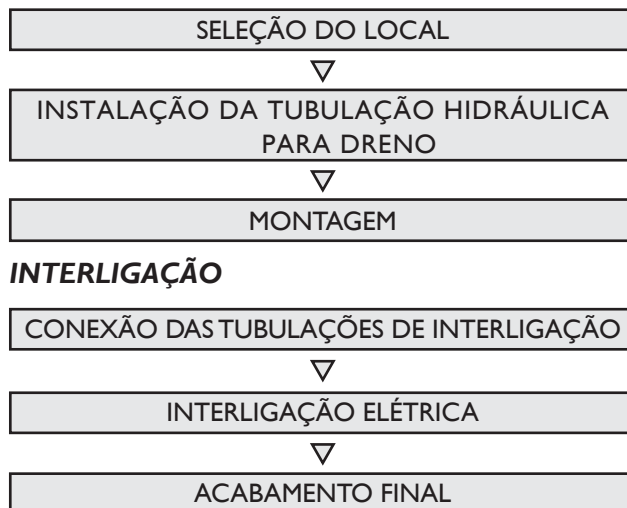 SELEÇÃO DO LOCAL
INSTALAÇÃO DA TUBULAÇÃO HIDRÁULICA
PARA DRENO
MONTAGEM
INTERLIGAÇÃO
CONEXÃO DAS TUBULAÇÕES DE INTERLIGAÇÃO
INTERLIGAÇÃO ELÉTRICA
ACABAMENTO FINAL